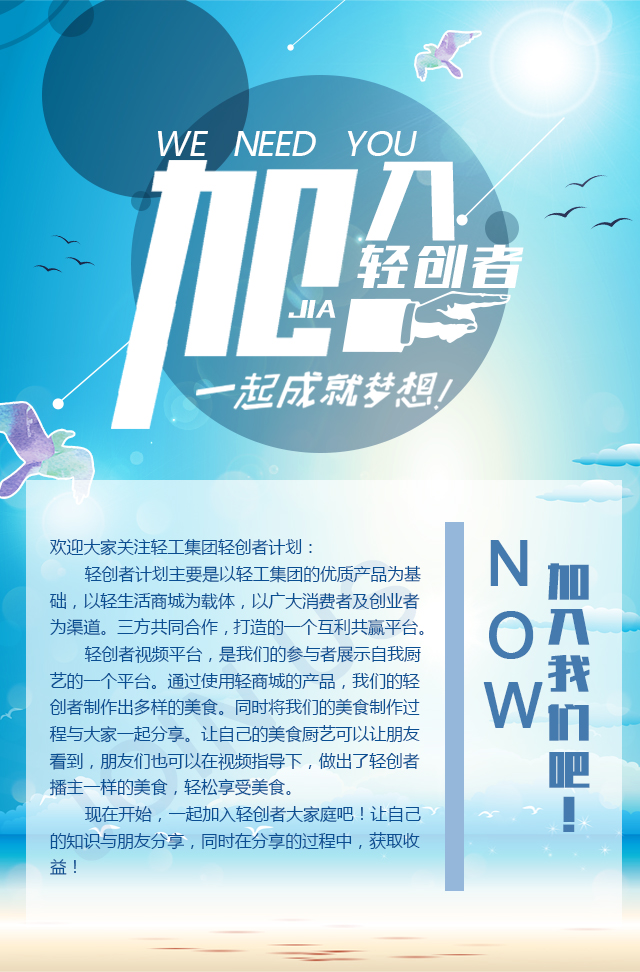 WE NEED YOU
加入
轻创者
JIA
一起成就梦想！
欢迎大家关注轻工集团轻创者计划：
轻创者计划主要是以轻工集团的优质产品为基
础，以轻生活商城为载体，以广大消费者及创业者
为渠道。三方共同合作，打造的一个互利共赢平台。
轻创者视频平台，是我们的参与者展示自我厨
艺的一个平台。通过使用轻商城的产品，我们的轻
创者制作出多样的美食。同时将我们的美食制作过
程与大家一起分享。让自己的美食厨艺可以让朋友
看到，朋友们也可以在视频指导下，做出了轻创者
播主一样的美食，轻松享受美食。
现在开始，一起加入轻创者大家庭吧！让自己
的知识与朋友分享，同时在分享的过程中，获取收
益！
JOIN US
NOW
加入我们吧！